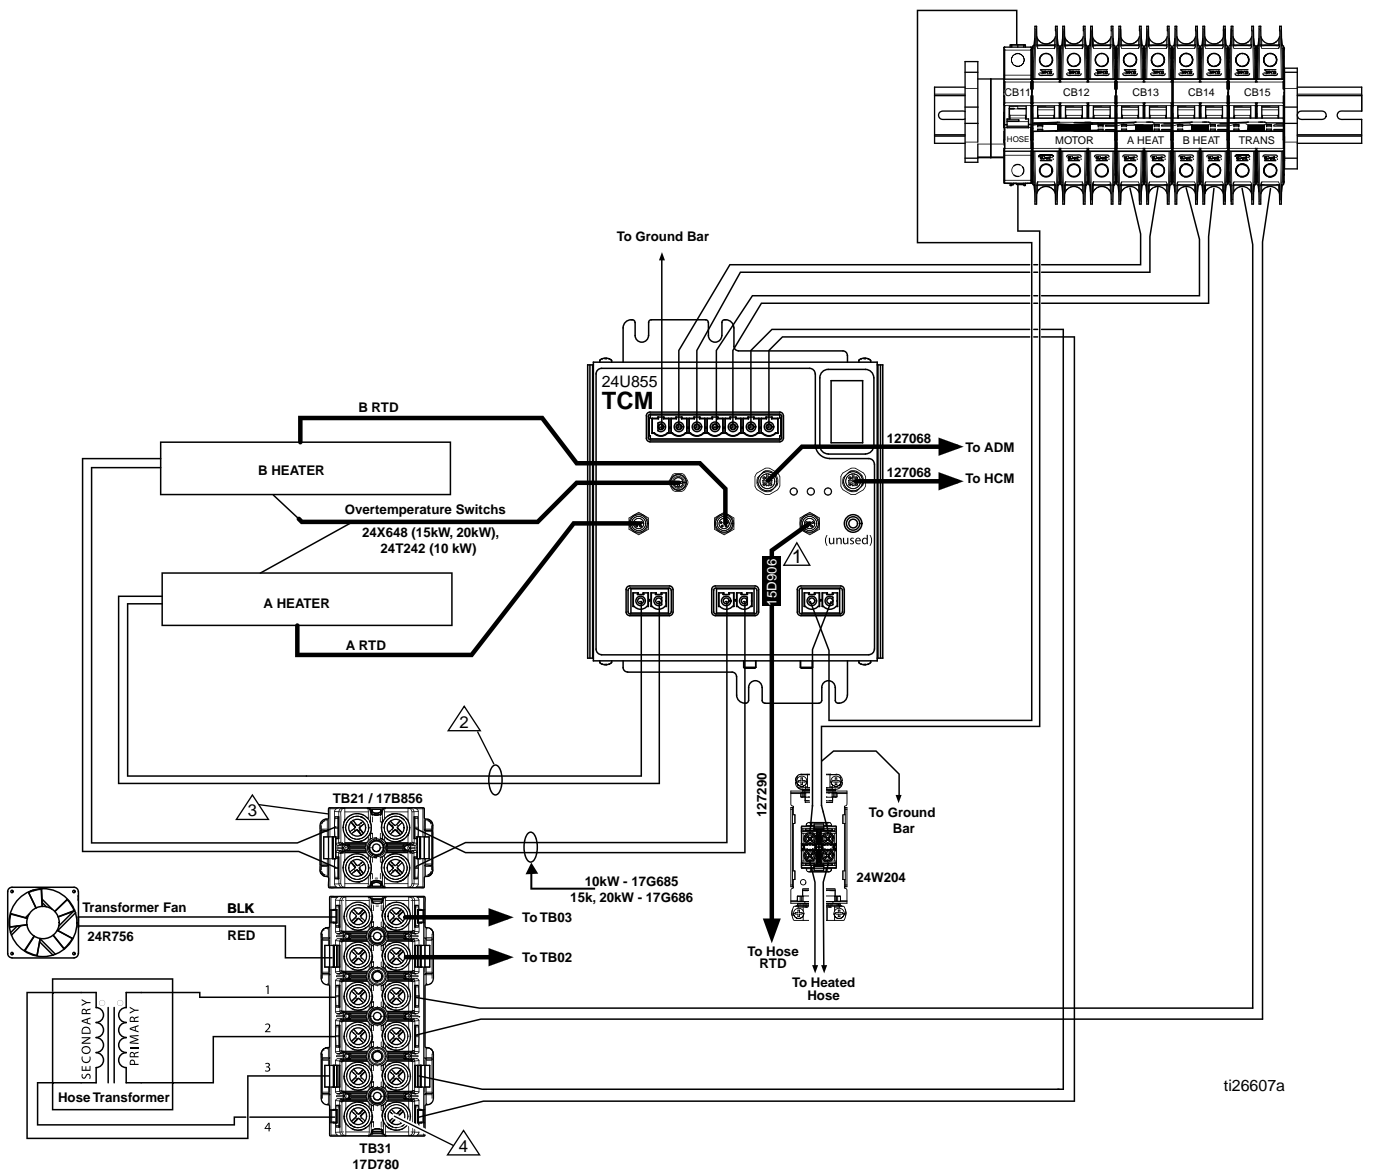 CB11 CB12 CB13 CB14 CB15
HOSE MOTOR A HEAT B HEAT TRANS
To Ground Bar
24U855
TCM
B RTD
127068
To ADM
B HEATER
127068
To HCM
Overtemperature Switchs
24X648 (15kW, 20kW),
24T242 (10 kW)
(unused)
1
15D906
A HEATER
A RTD
2
127290
3
TB21 / 17B856
To Ground
Bar
10kW - 17G685
15k, 20kW - 17G686
24W204
Transformer Fan
BLK
To TB03
24R756
RED
To TB02
To Hose
RTD
To Heated
Hose
1
2
3
4
SECONDARY
PRIMARY
Hose Transformer
4
TB31
17D780
ti26607a